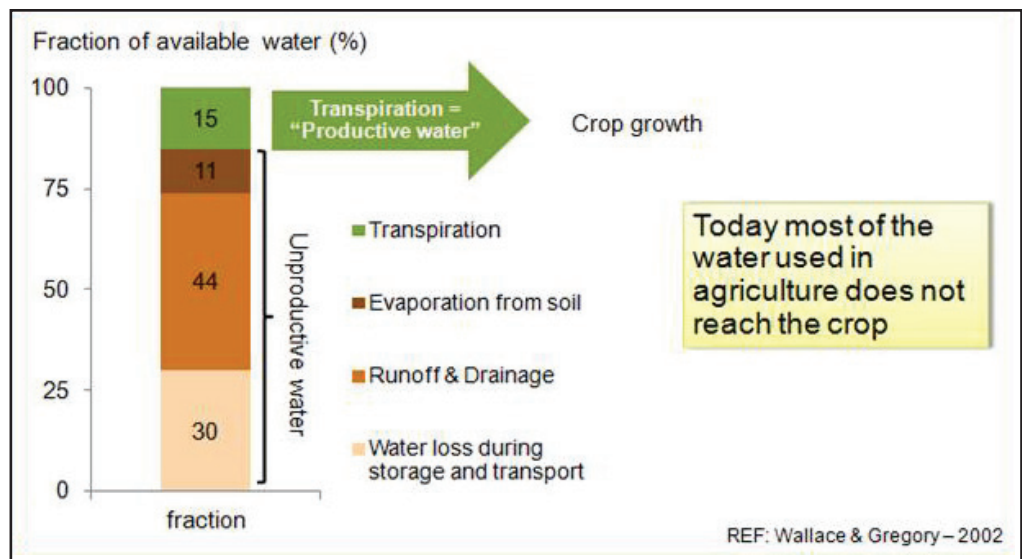 Fraction of available water (%)
100
75
50
25
0
15
11
44
30
fraction
Transpiration =
“Productive water”
Crop growth
Unproductive water
Transpiration
Evaporation from soil
Runoff & Drainage
Water loss during
storage and transport
Today most of the
water used in
agriculture does not
reach the crop
REF: Wallace & Gregory – 2002